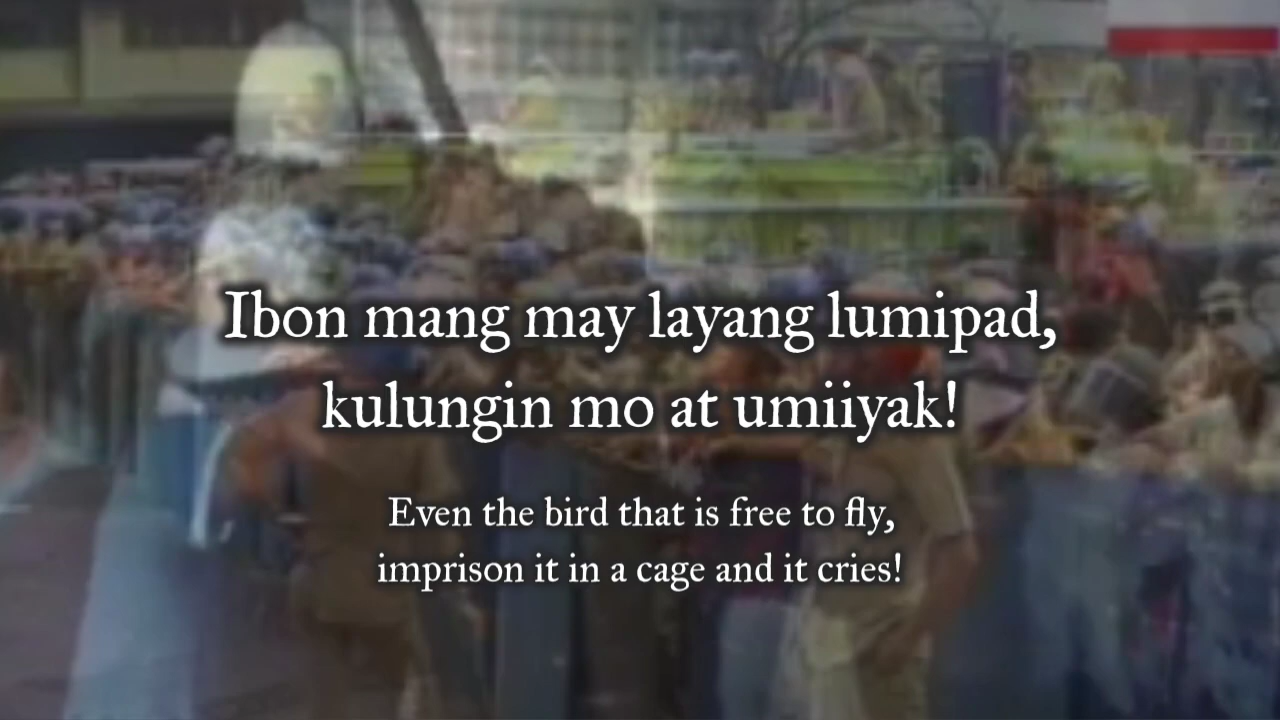 Ibon mang may layang lumipad,
kulungin mo at umiiyak!
Even the bird that is free to fly,
imprison it in a cage and it cries!